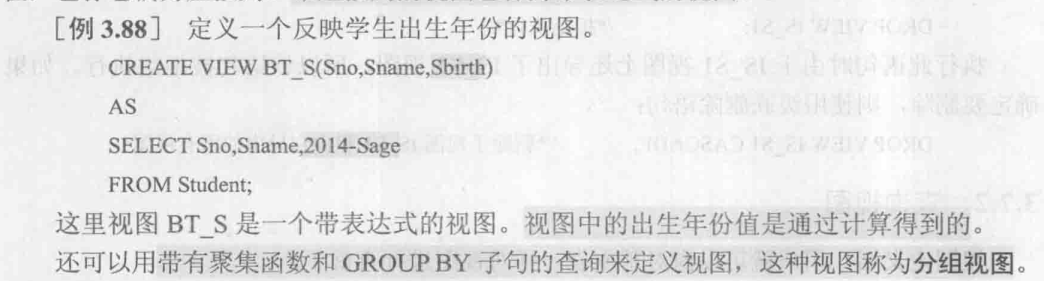 ［例 3.88］ 定义一个反映学生出生年份的视图。
CREATE VIEW BT_S(Sno,Sname,Sbirth)
AS
SELECT Sno,Sname,2014-Sage
FROM Student;
这里视图 BT_S 是一个带表达式的视图。视图中的出生年份值是通过计算得到的。
还可以用带有聚集函数和 GROUP BY 子句的查询来定义视图，这种视图称为分组视图。